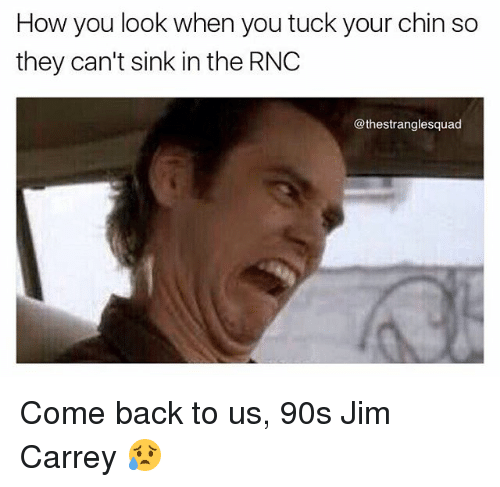 How you look when you tuck your chin so
they can't sink in the RNC
@thestranglesquad
Come back to us, 90s Jim
Carrey 😥